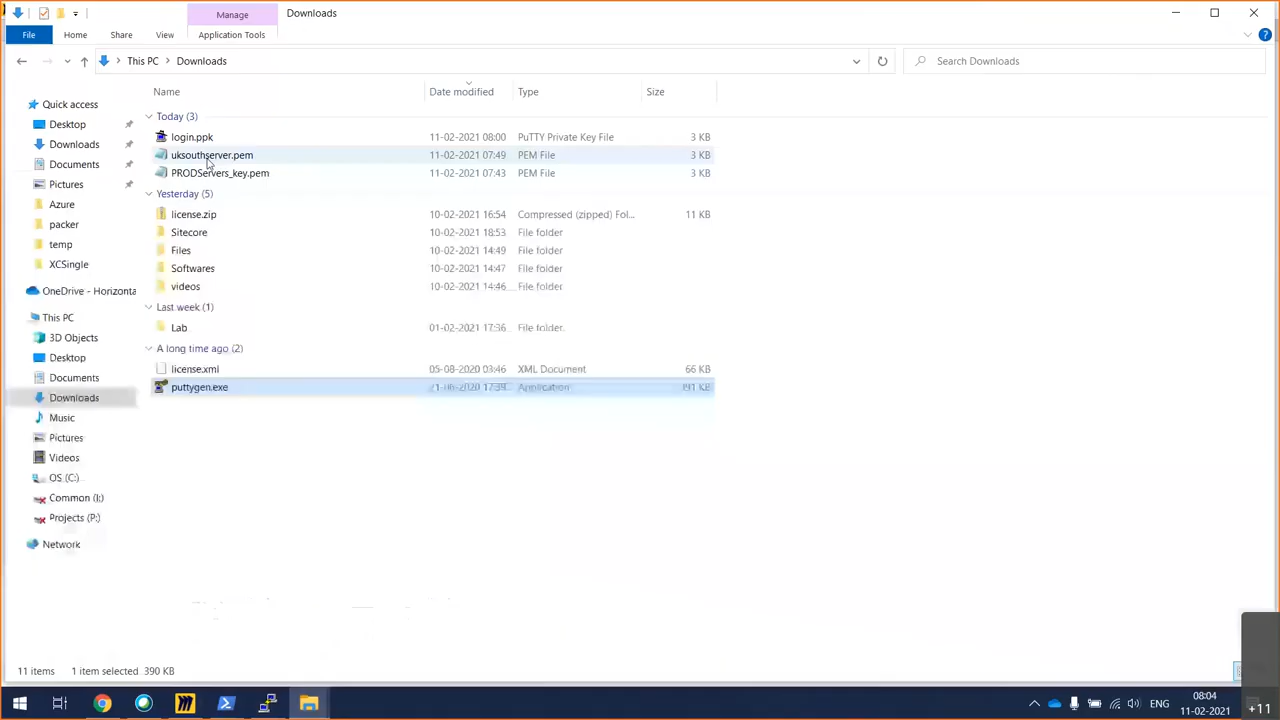 Manage
Downloads
File
Home
Share
View
Application Tools
This PC
Downloads
Search Downloads
Name
Date modified
Type
Size
Quick access
Desktop
Downloads
Documents
Pictures
Azure
packer
temp
XCSingle
OneDrive - Horizonta
This PC
3D Objects
Desktop
Documents
Downloads
Music
Pictures
Videos
OS (C:)
Common (I:)
Projects (P:)
Network
Today (3)
login.ppk 11-02-2021 08:00 PuTTY Private Key File 3 KB
uksouthserver.pem 11-02-2021 07:49 PEM File 3 KB
PRODServers_key.pem 11-02-2021 07:43 PEM File 3 KB
Yesterday (5)
license.zip 10-02-2021 16:54 Compressed (zipped) Fol... 11 KB
Sitecore 10-02-2021 18:53 File folder
Files 10-02-2021 14:49 File folder
Softwares 10-02-2021 14:47 File folder
videos 10-02-2021 14:46 File folder
Last week (1)
Lab 01-02-2021 17:36 File folder
A long time ago (2)
license.xml 05-08-2020 03:46 XML Document 66 KB
puttygen.exe 17:39 Application KB
11 items 1 item selected 390 KB
ENG
08:04
11-02-2021
+11